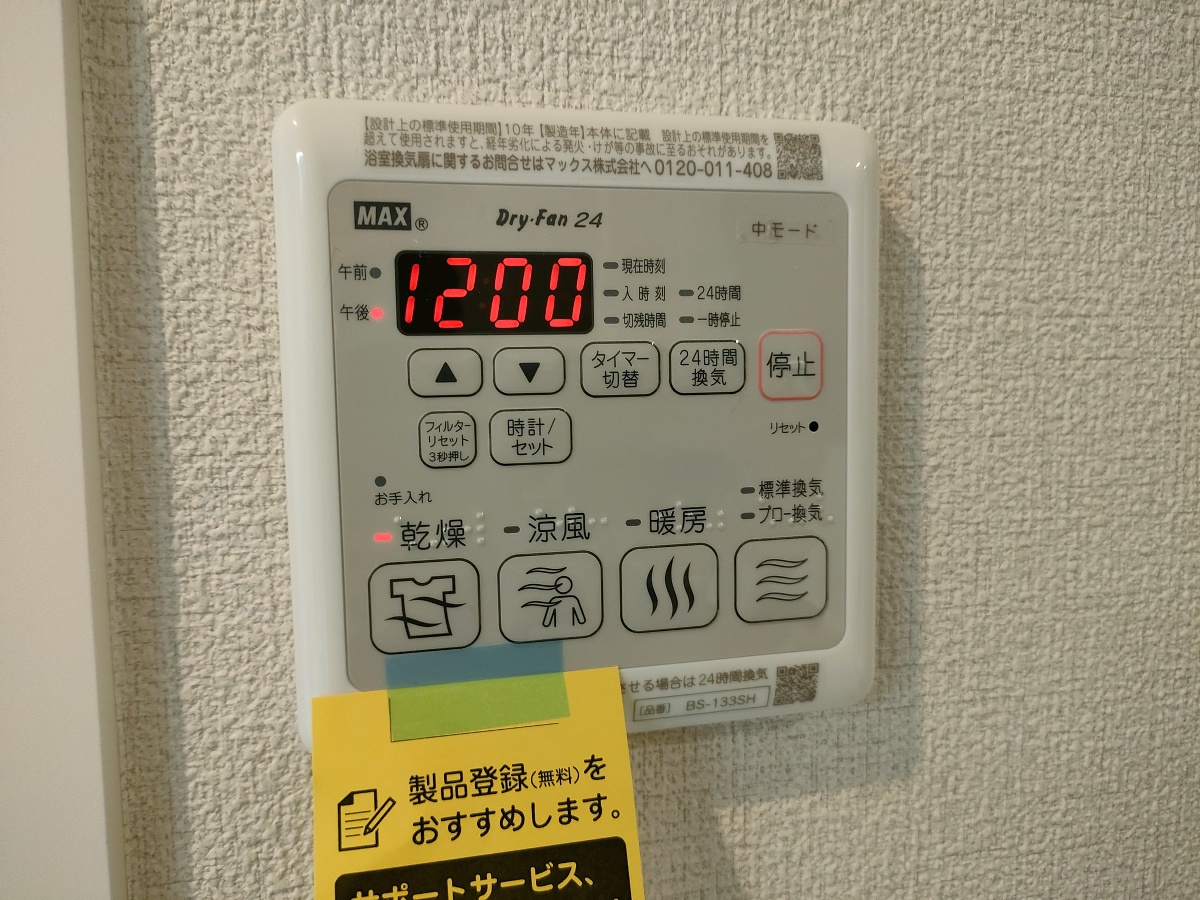 【設計上の標準使用期間】10年【製造年】本体に記載 設計上の標準使用期間を
超えて使用されますと、経年劣化による発火・けが等の事故に至るおそれがあります。
浴室換気扇に関するお問合せはマックス株式会社へ 0120-011-408
MAX® Dry・Fan 24 中モード
午前 1200 現在時刻
入時刻 24時間
午後 切残時間 一時停止
▲ ▼ タイマー切替 24時間換気 停止
フィルターリセット3秒押し 時計/セット リセット
お手入れ
標準換気
乾燥 涼風 暖房 プロー換気
させる場合は24時間換気
［品番］ BS-133SH
製品登録(無料)を
おすすめします。
サポートサービス、